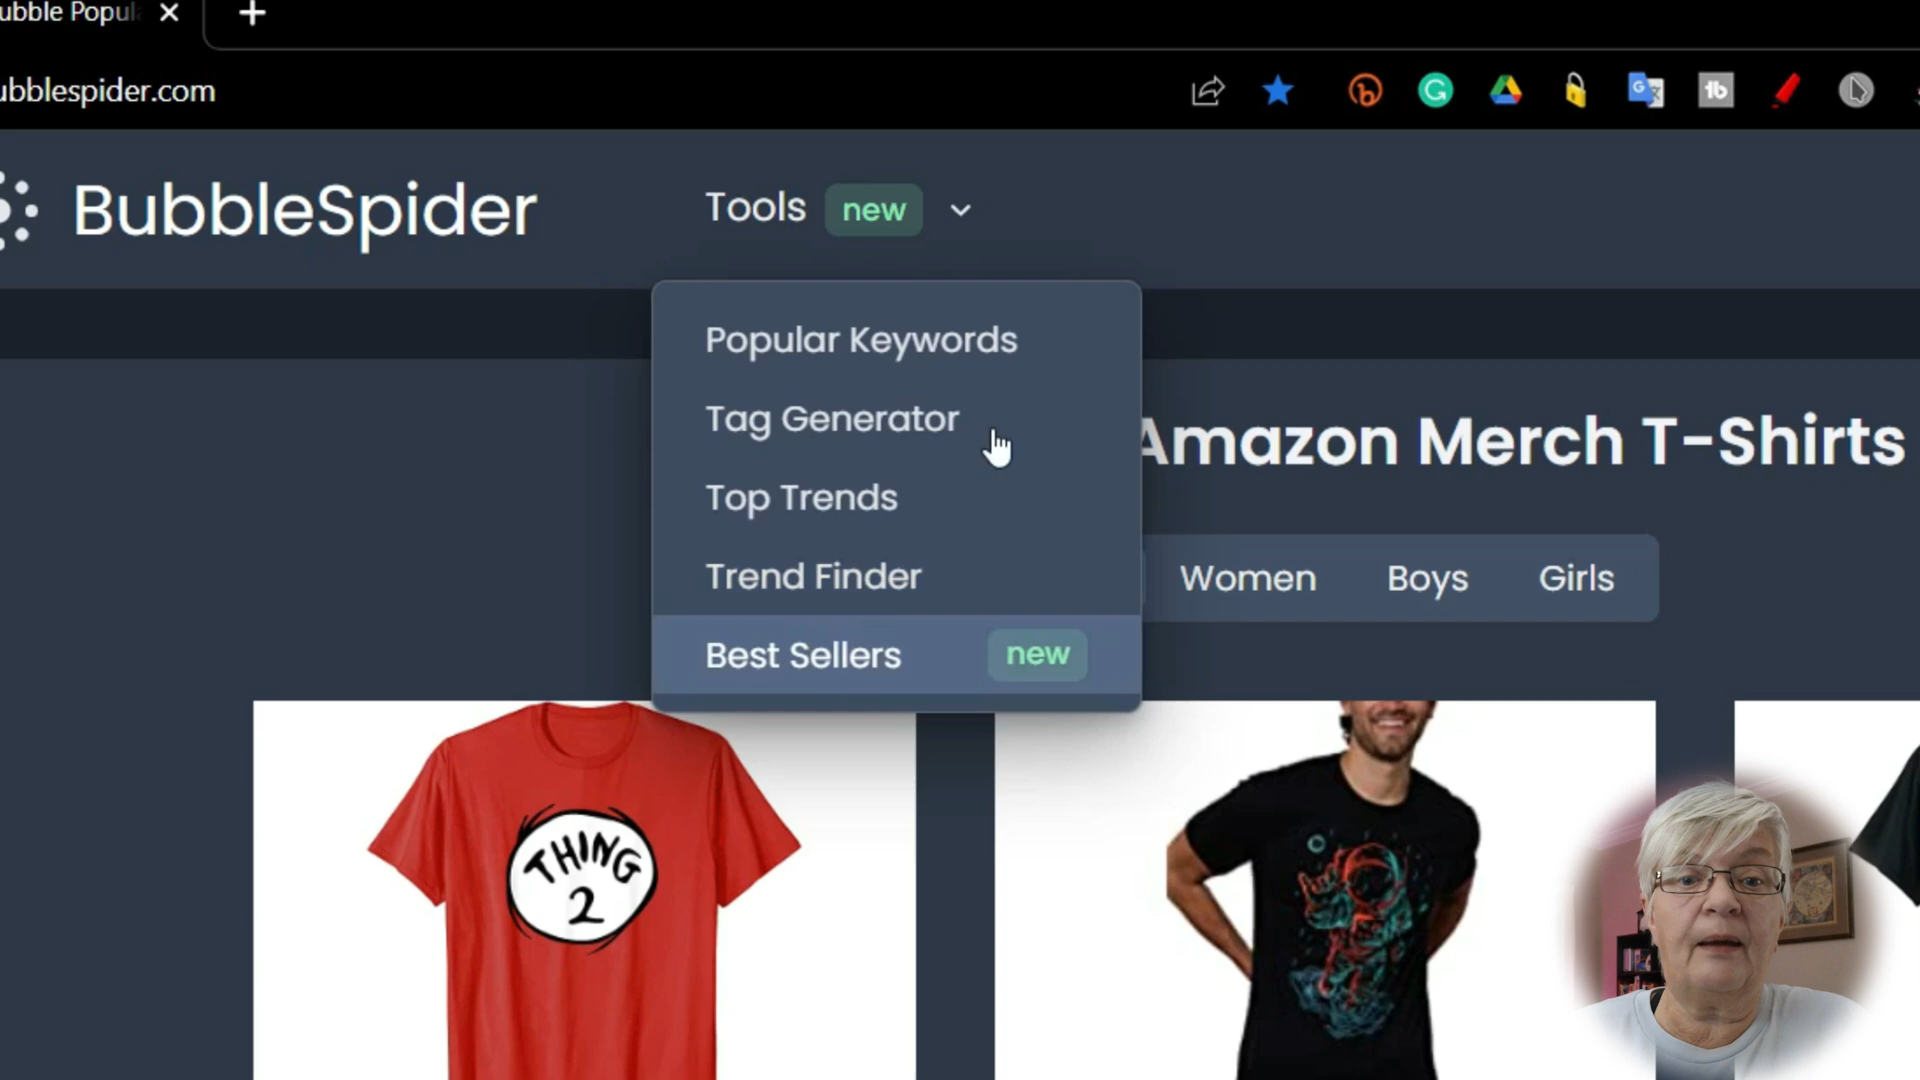 ubble Popul
ubblespider.com
BubbleSpider
Tools new
Popular Keywords
Tag Generator
Top Trends
Trend Finder
Best Sellers new
Amazon Merch T-Shirts
Women Boys Girls
THING
2